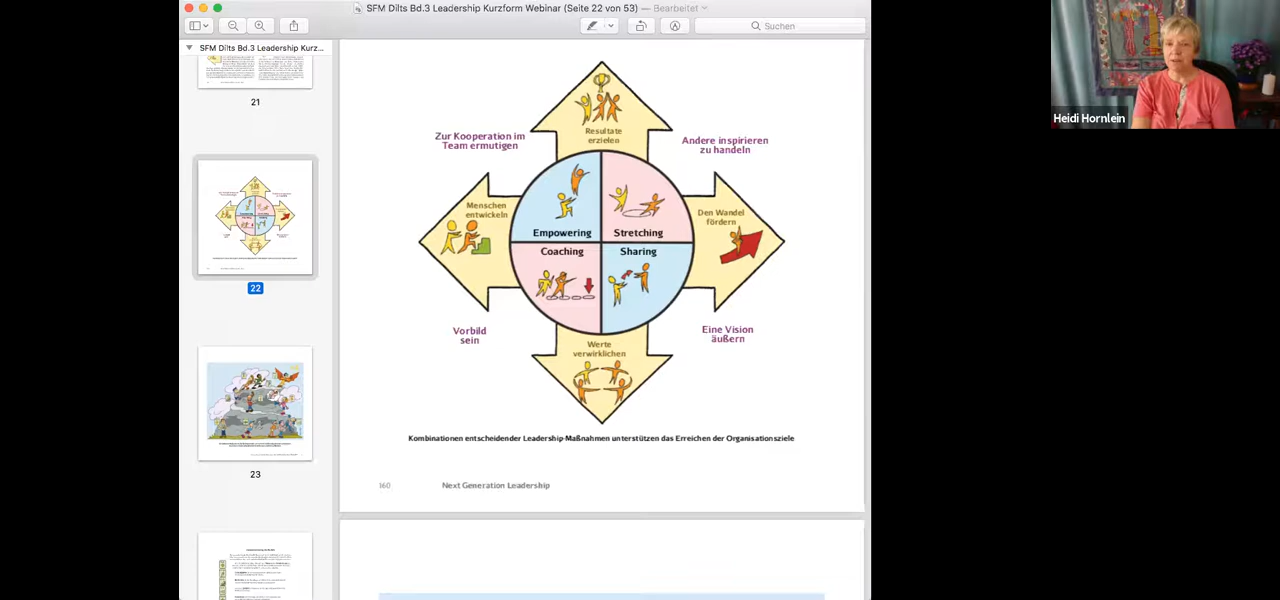 SFM Dilts Bd.3 Leadership Kurzform Webinar (Seite 22 von 53) — Bearbeitet
Suchen
SFM Dilts Bd.3 Leadership Kurz...
21
22
23
Resultate
erzielen
Zur Kooperation im
Team ermutigen
Andere inspirieren
zu handeln
Menschen
entwickeln
Den Wandel
fördern
Empowering
Stretching
Coaching
Sharing
Vorbild
sein
Eine Vision
äußern
Werte
verwirklichen
Kombinationen entscheidender Leadership-Maßnahmen unterstützen das Erreichen der Organisationsziele
160
Next Generation Leadership
Heidi Hornlein